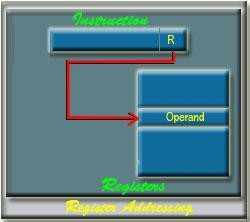 Instruction
R
Operand
Registers
Register Addressing